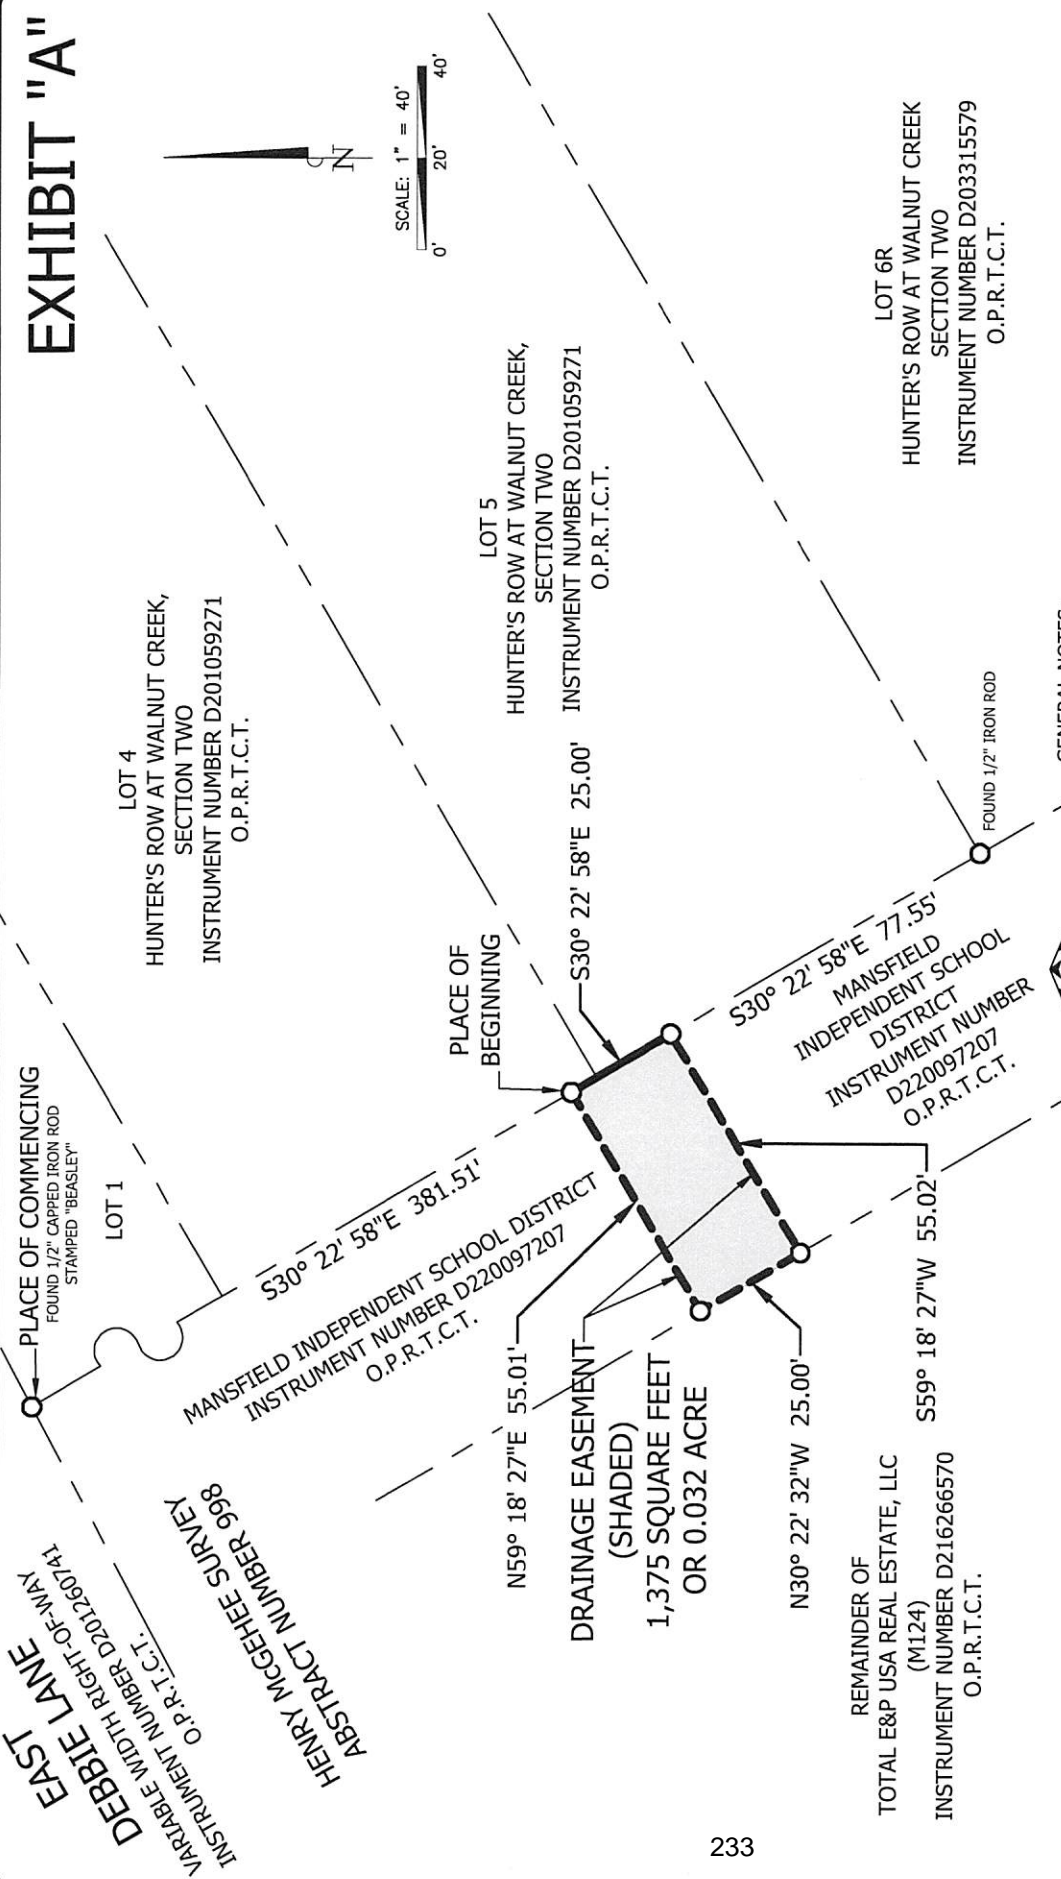 EXHIBIT "A"
N
SCALE: 1" = 40'
0' 20' 40'
EAST
DEBBIE LANE
VARIABLE WIDTH RIGHT-OF-WAY
INSTRUMENT NUMBER D201260741
O.P.R.T.C.T.
PLACE OF COMMENCING
FOUND 1/2" CAPPED IRON ROD
STAMPED "BEASLEY"
LOT 1
HENRY McGEHEE SURVEY
ABSTRACT NUMBER 998
S30° 22' 58"E 381.51'
MANSFIELD INDEPENDENT SCHOOL DISTRICT
INSTRUMENT NUMBER D220097207
O.P.R.T.C.T.
LOT 4
HUNTER'S ROW AT WALNUT CREEK,
SECTION TWO
INSTRUMENT NUMBER D201059271
O.P.R.T.C.T.
PLACE OF
BEGINNING
LOT 5
HUNTER'S ROW AT WALNUT CREEK,
SECTION TWO
INSTRUMENT NUMBER D201059271
O.P.R.T.C.T.
S30° 22' 58"E 25.00'
N59° 18' 27"E 55.01'
DRAINAGE EASEMENT
(SHADED)
1,375 SQUARE FEET
OR 0.032 ACRE
N30° 22' 32"W 25.00'
S59° 18' 27"W 55.02'
S30° 22' 58"E 77.55'
MANSFIELD
INDEPENDENT SCHOOL
DISTRICT
INSTRUMENT NUMBER
D220097207
O.P.R.T.C.T.
LOT 6R
HUNTER'S ROW AT WALNUT CREEK
SECTION TWO
INSTRUMENT NUMBER D203315579
O.P.R.T.C.T.
FOUND 1/2" IRON ROD
REMAINDER OF
TOTAL E&P USA REAL ESTATE, LLC
(M124)
INSTRUMENT NUMBER D216266570
O.P.R.T.C.T.
GENERAL NOTES
233